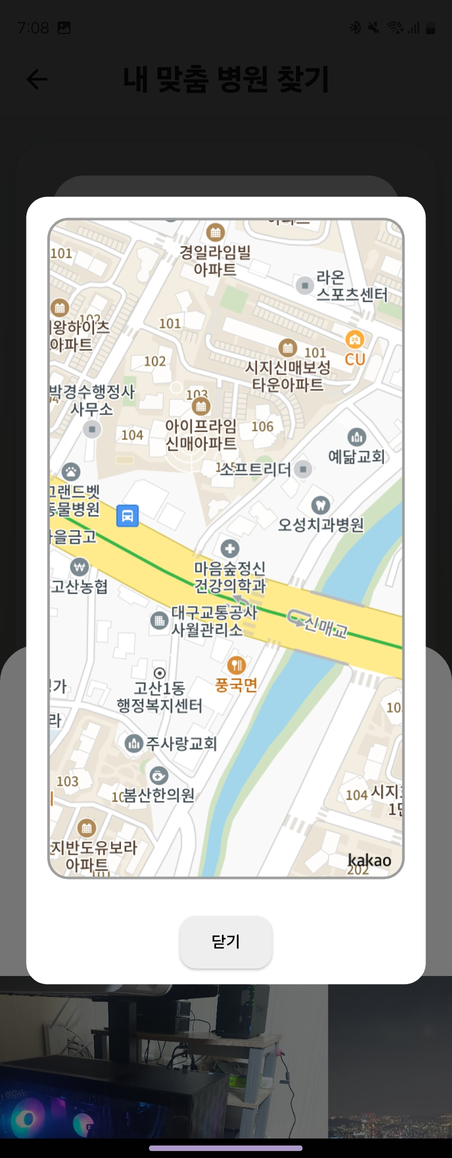 7:08
내 맞춤 병원 찾기
경일라임빌
아파트
101
라온
스포츠센터
102
왕하이츠
아파트
101
CU
102
101
시지신매보성
타운아파트
박경수행정사
사무소
103
104
아이프라임
신매아파트
106
예닮교회
소프트리더
그랜드벳
동물병원
오성치과병원
마을금고
마음숲정신
건강의학과
고산농협
대구교통공사
사월관리소
신매교
풍국면
고산1동
행정복지센터
가
라
주사랑교회
103
봄산한의원
104
시지
지반도유보라
아파트
kakao
202
닫기